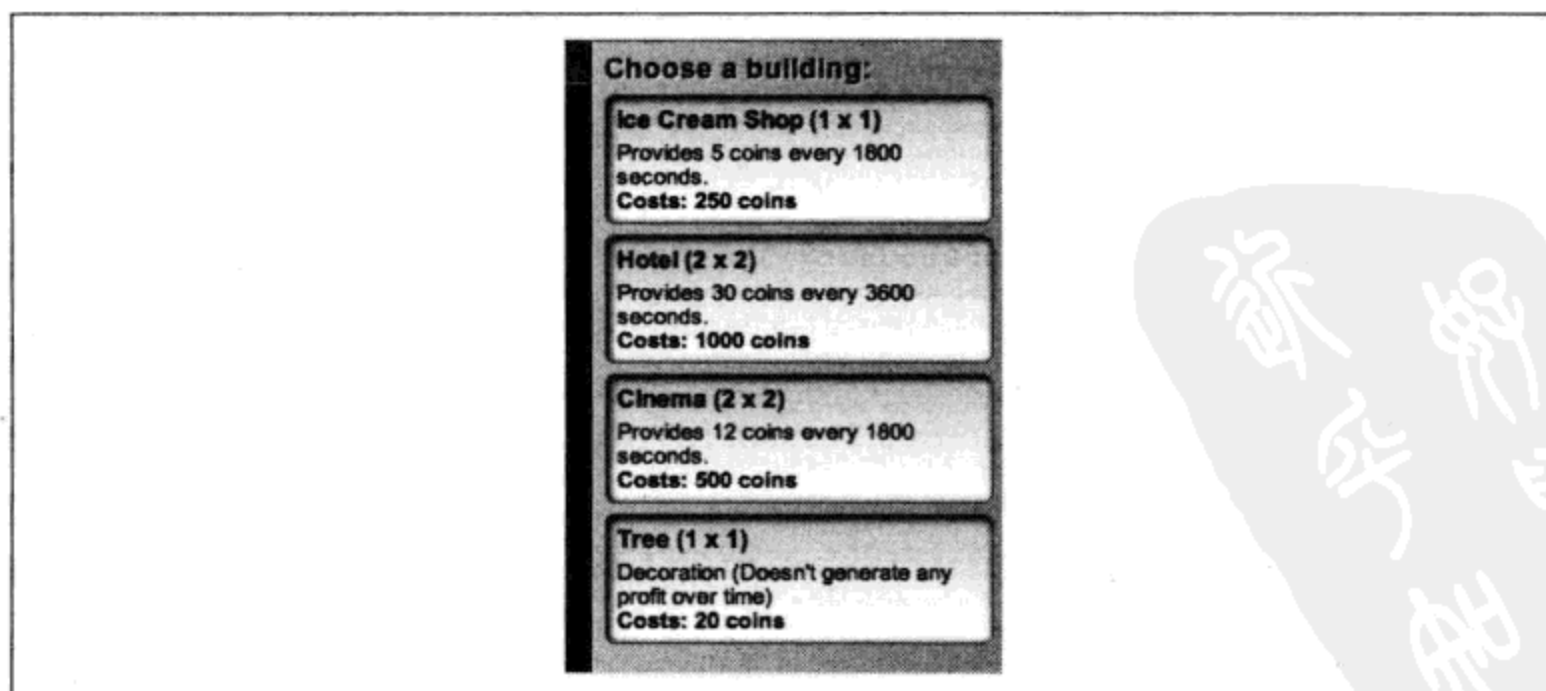 Choose a building:
Ice Cream Shop (1 x 1)
Provides 5 coins every 1800
seconds.
Costs: 250 coins
Hotel (2 x 2)
Provides 30 coins every 3600
seconds.
Costs: 1000 coins
Cinema (2 x 2)
Provides 12 coins every 1800
seconds.
Costs: 500 coins
Tree (1 x 1)
Decoration (Doesn't generate any
profit over time)
Costs: 20 coins